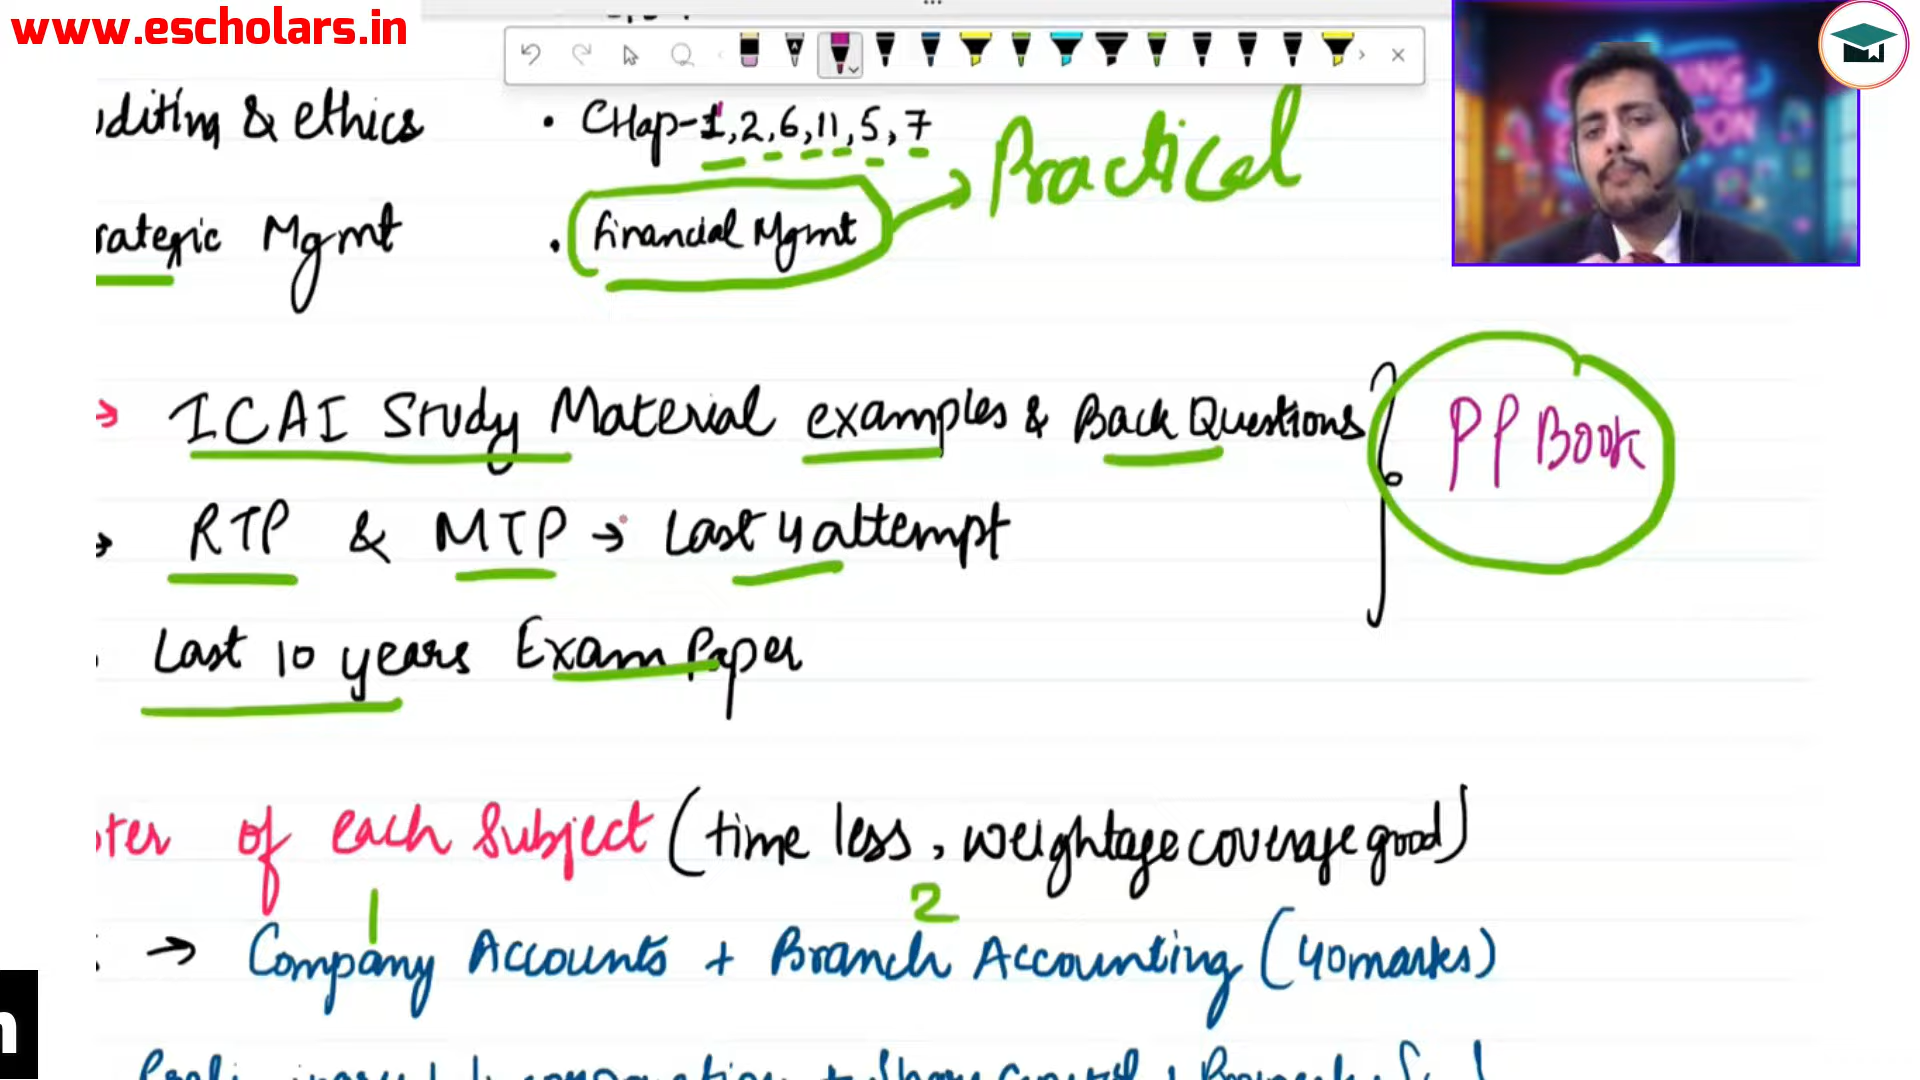 www.escholars.in
uditing & ethics • CHap-1,2,6,11,5,7 Practical
rategic Mgmt • financial Mgmt
ICAI Study Material examples & Back Questions PP Book
RTP & MTP → Last 4 attempt
Last 10 years Exam Paper
ter of each Subject (time less, weightage coverage good)
1 2
→ Company Accounts + Branch Accounting (40marks)